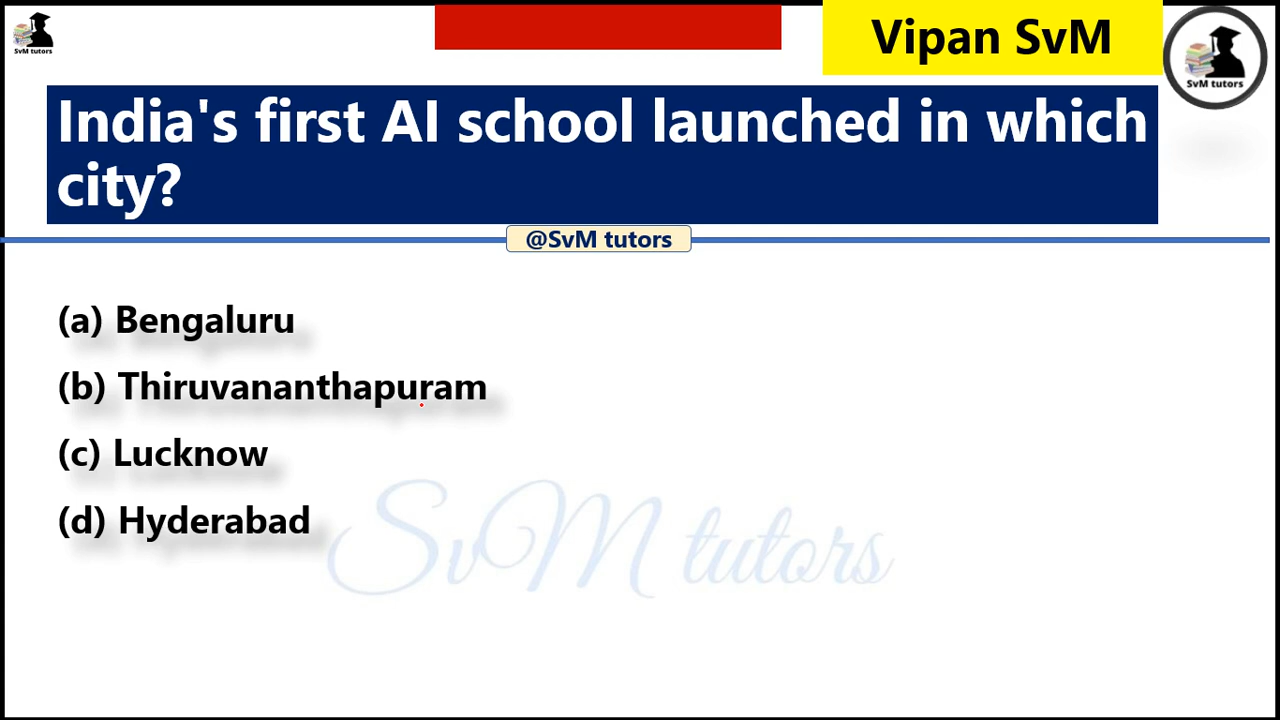 SvM tutors
Vipan SvM
SvM tutors
India's first AI school launched in which
city?
@SvM tutors
(a) Bengaluru
(b) Thiruvananthapuram
(c) Lucknow
(d) Hyderabad
SvM tutors